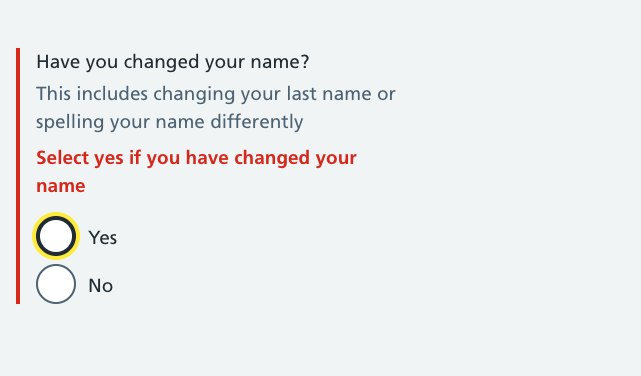 Have you changed your name?
This includes changing your last name or
spelling your name differently
Select yes if you have changed your
name
Yes
No